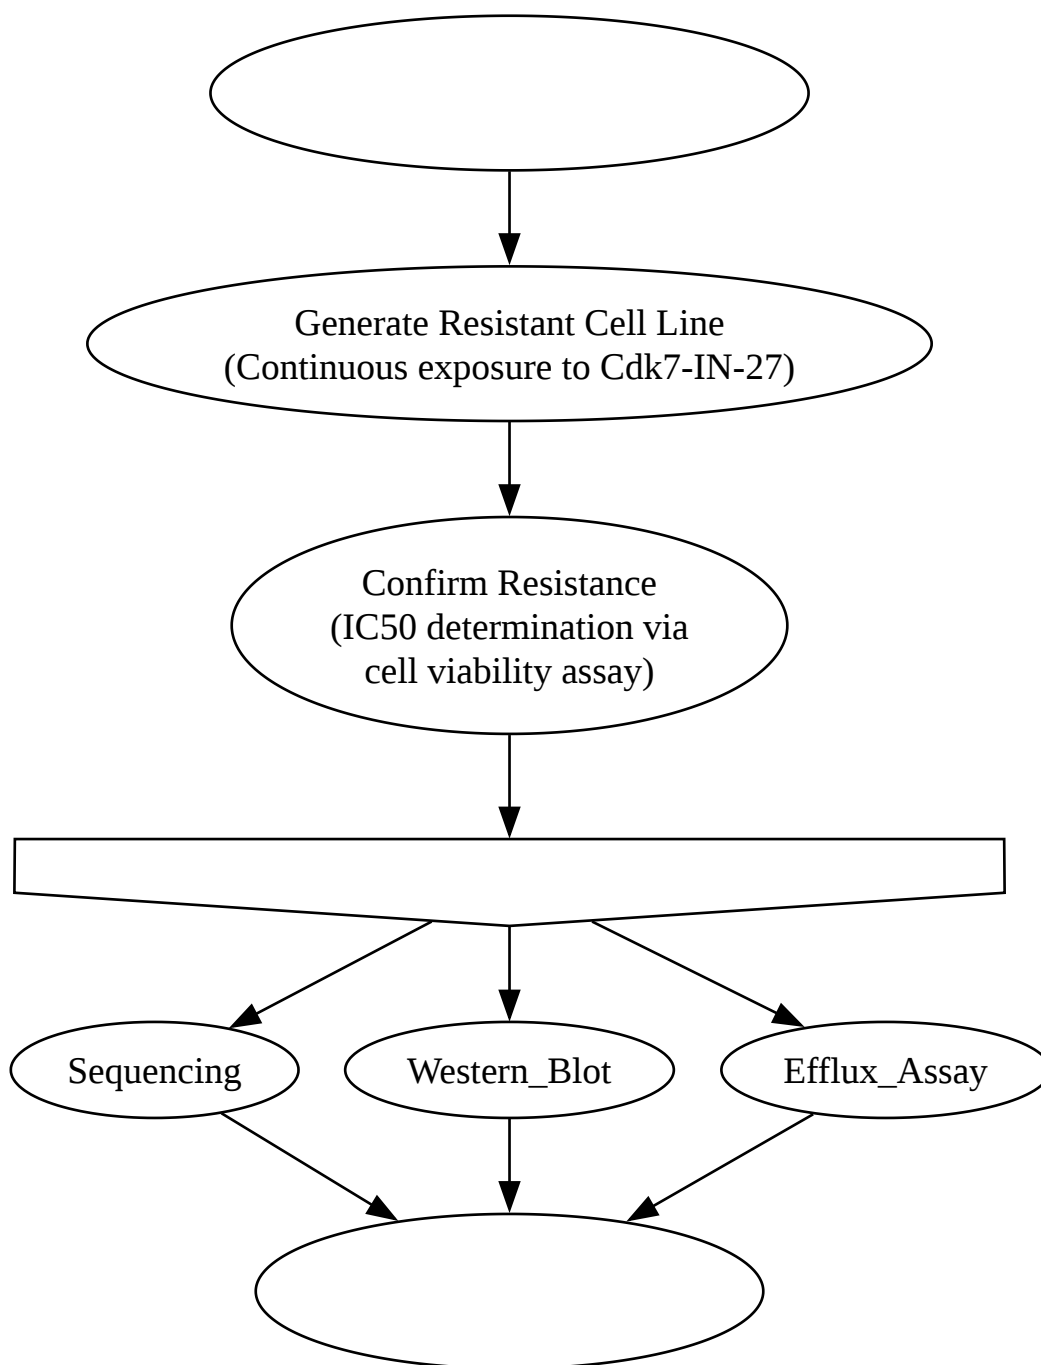 Generate Resistant Cell Line
(Continuous exposure to Cdk7-IN-27)
Confirm Resistance
(IC50 determination via
cell viability assay)
Sequencing
Western_Blot
Efflux_Assay